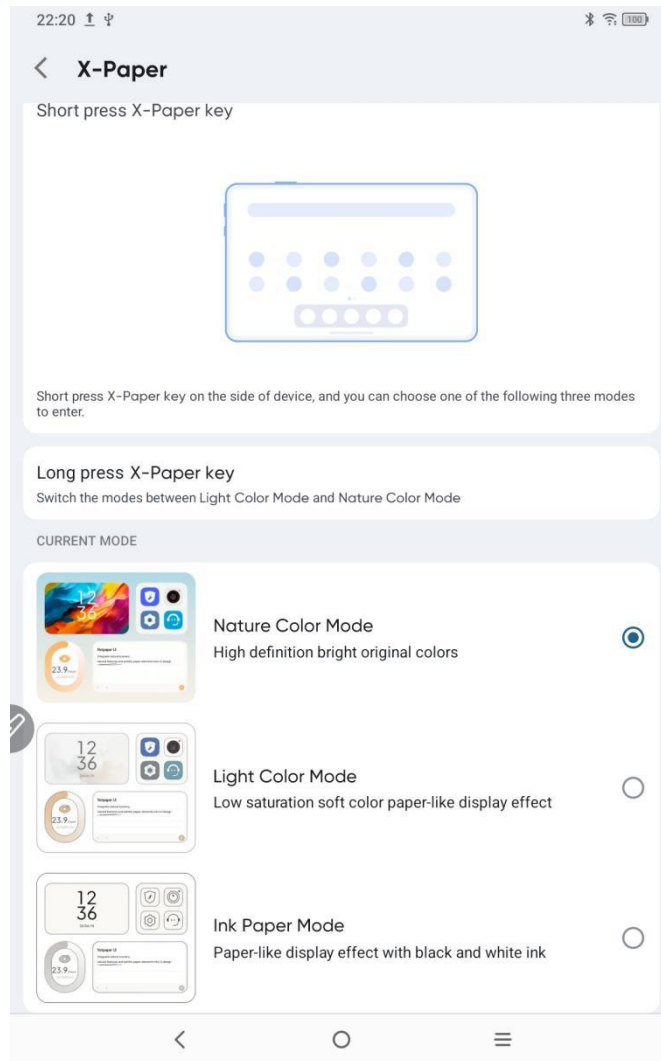 22:20
100
X-Paper
Short press X-Paper key
Short press X-Paper key on the side of device, and you can choose one of the following three modes
to enter.
Long press X-Paper key
Switch the modes between Light Color Mode and Nature Color Mode
CURRENT MODE
12
36
23.9
Nature Color Mode
High definition bright original colors
12
36
23.9
Light Color Mode
Low saturation soft color paper-like display effect
12
36
23.9
Ink Paper Mode
Paper-like display effect with black and white ink